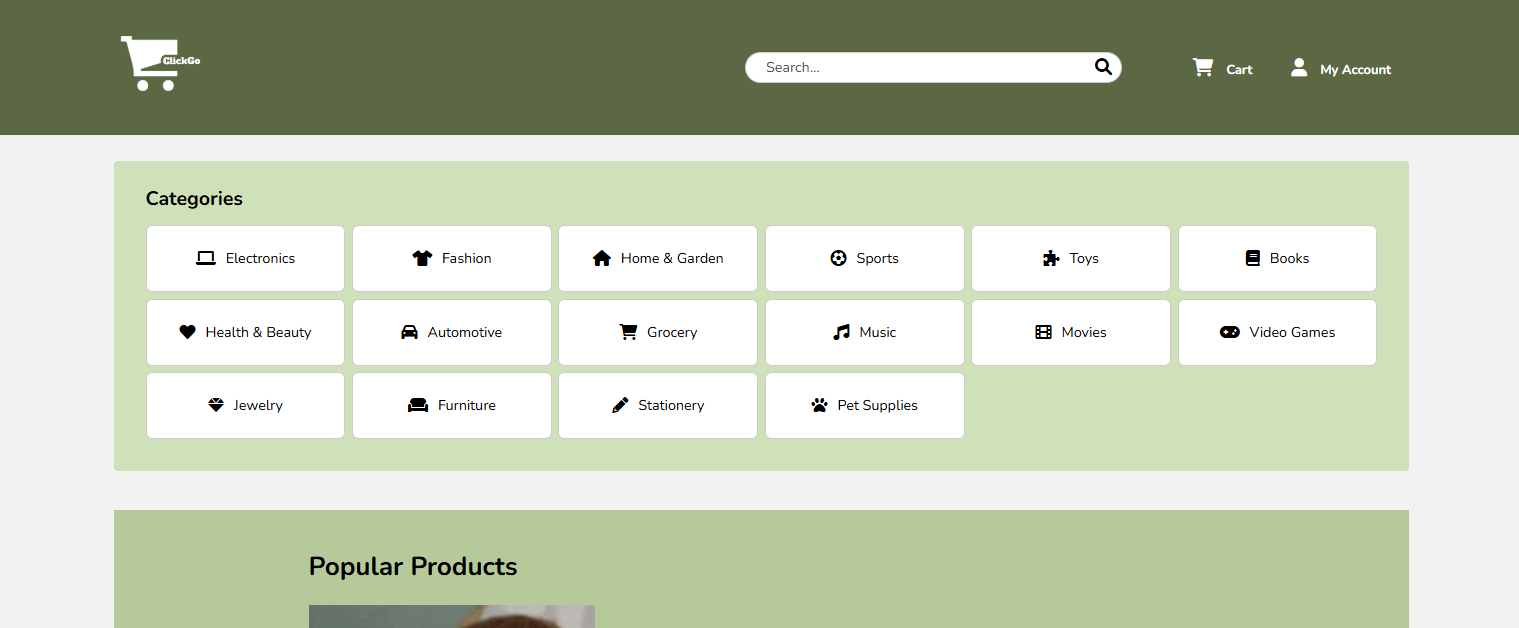 ClickGo
Search...
Cart
My Account
Categories
Electronics
Fashion
Home & Garden
Sports
Toys
Books
Health & Beauty
Automotive
Grocery
Music
Movies
Video Games
Jewelry
Furniture
Stationery
Pet Supplies
Popular Products